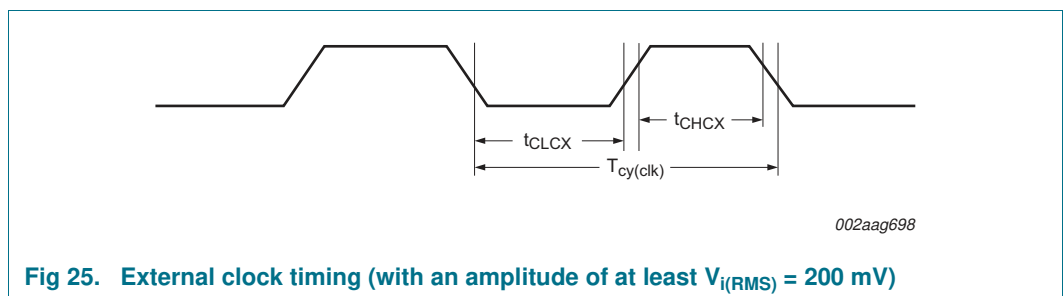 tCHCX
tCLCX
Tcy(clk)
002aag698
Fig 25. External clock timing (with an amplitude of at least Vi(RMS) = 200 mV)